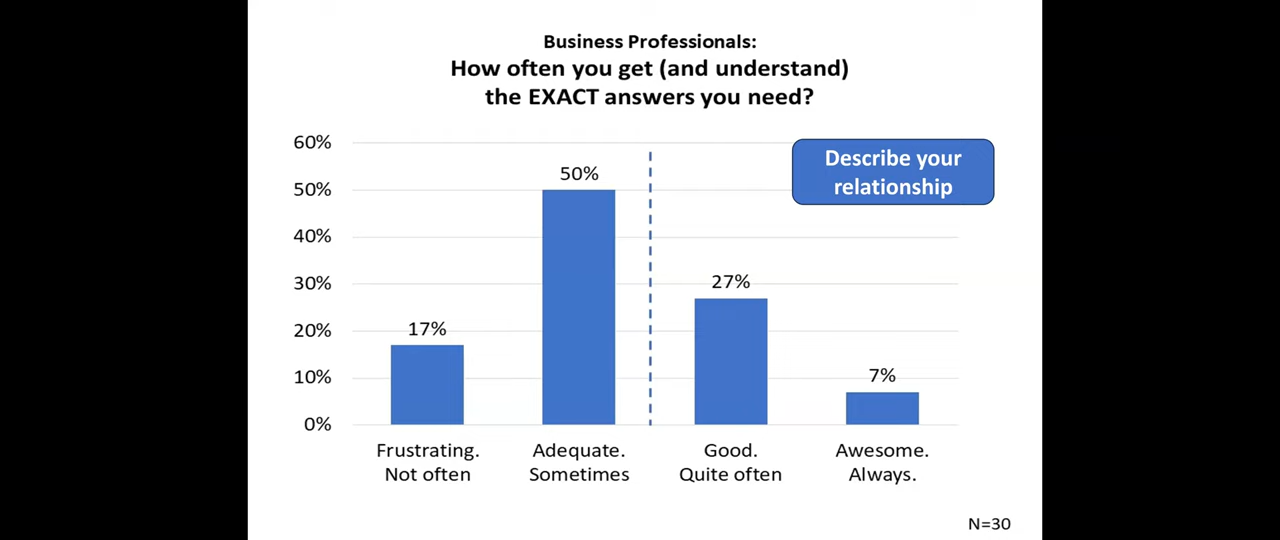 Business Professionals:
How often you get (and understand)
the EXACT answers you need?
Describe your
relationship
60%
50%
40%
30%
20%
10%
0%
17%
50%
27%
7%
Frustrating.
Not often
Adequate.
Sometimes
Good.
Quite often
Awesome.
Always.
N=30